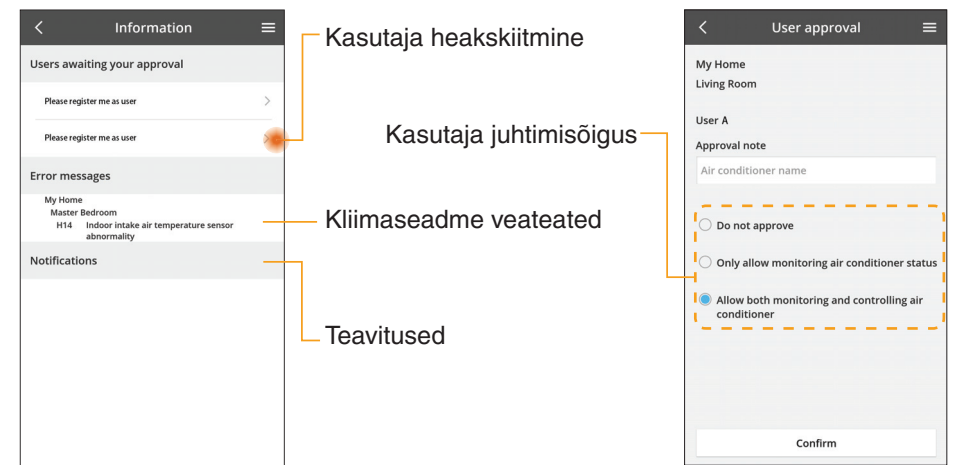 Information
Users awaiting your approval
Please register me as user
Please register me as user
Error messages
My Home
Master Bedroom
H14 Indoor intake air temperature sensor
abnormality
Notifications
Kasutaja heakskiitmine
Kasutaja juhtimisõigus
Kliimaseadme veateated
Teavitused
User approval
My Home
Living Room
User A
Approval note
Air conditioner name
Do not approve
Only allow monitoring air conditioner status
Allow both monitoring and controlling air
conditioner
Confirm